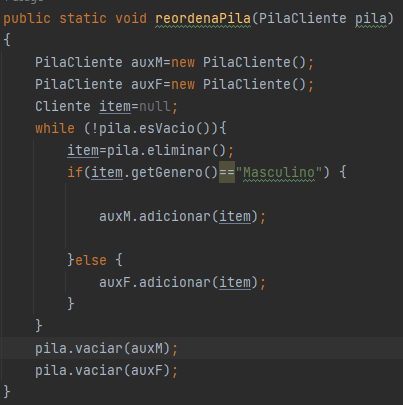 public static void reordenaPila(PilaCliente pila)
{
    PilaCliente auxM=new PilaCliente();
    PilaCliente auxF=new PilaCliente();
    Cliente item=null;
    while (!pila.esVacio()){
        item=pila.eliminar();
        if(item.getGenero()=="Masculino") {
            auxM.adicionar(item);
        }else {
            auxF.adicionar(item);
        }
    }
    pila.vaciar(auxM);
    pila.vaciar(auxF);
}